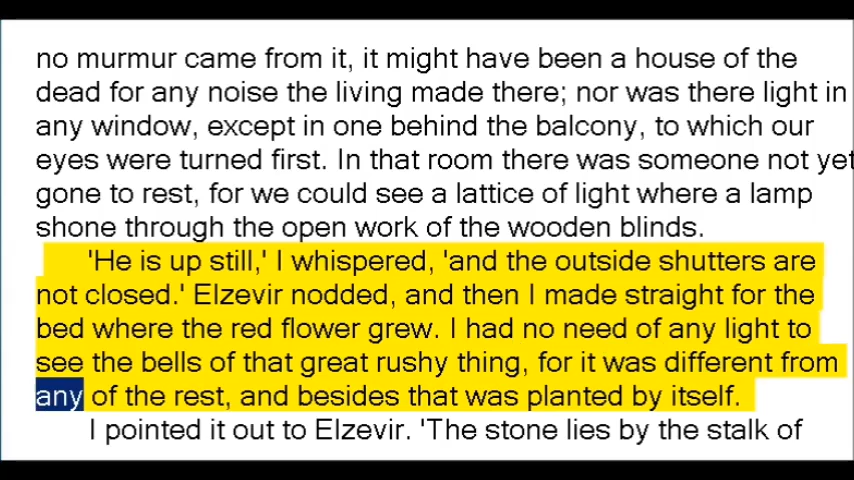 no murmur came from it, it might have been a house of the
dead for any noise the living made there; nor was there light in
any window, except in one behind the balcony, to which our
eyes were turned first. In that room there was someone not yet
gone to rest, for we could see a lattice of light where a lamp
shone through the open work of the wooden blinds.
'He is up still,' I whispered, 'and the outside shutters are
not closed.' Elzevir nodded, and then I made straight for the
bed where the red flower grew. I had no need of any light to
see the bells of that great rushy thing, for it was different from
any of the rest, and besides that was planted by itself.
I pointed it out to Elzevir. 'The stone lies by the stalk of